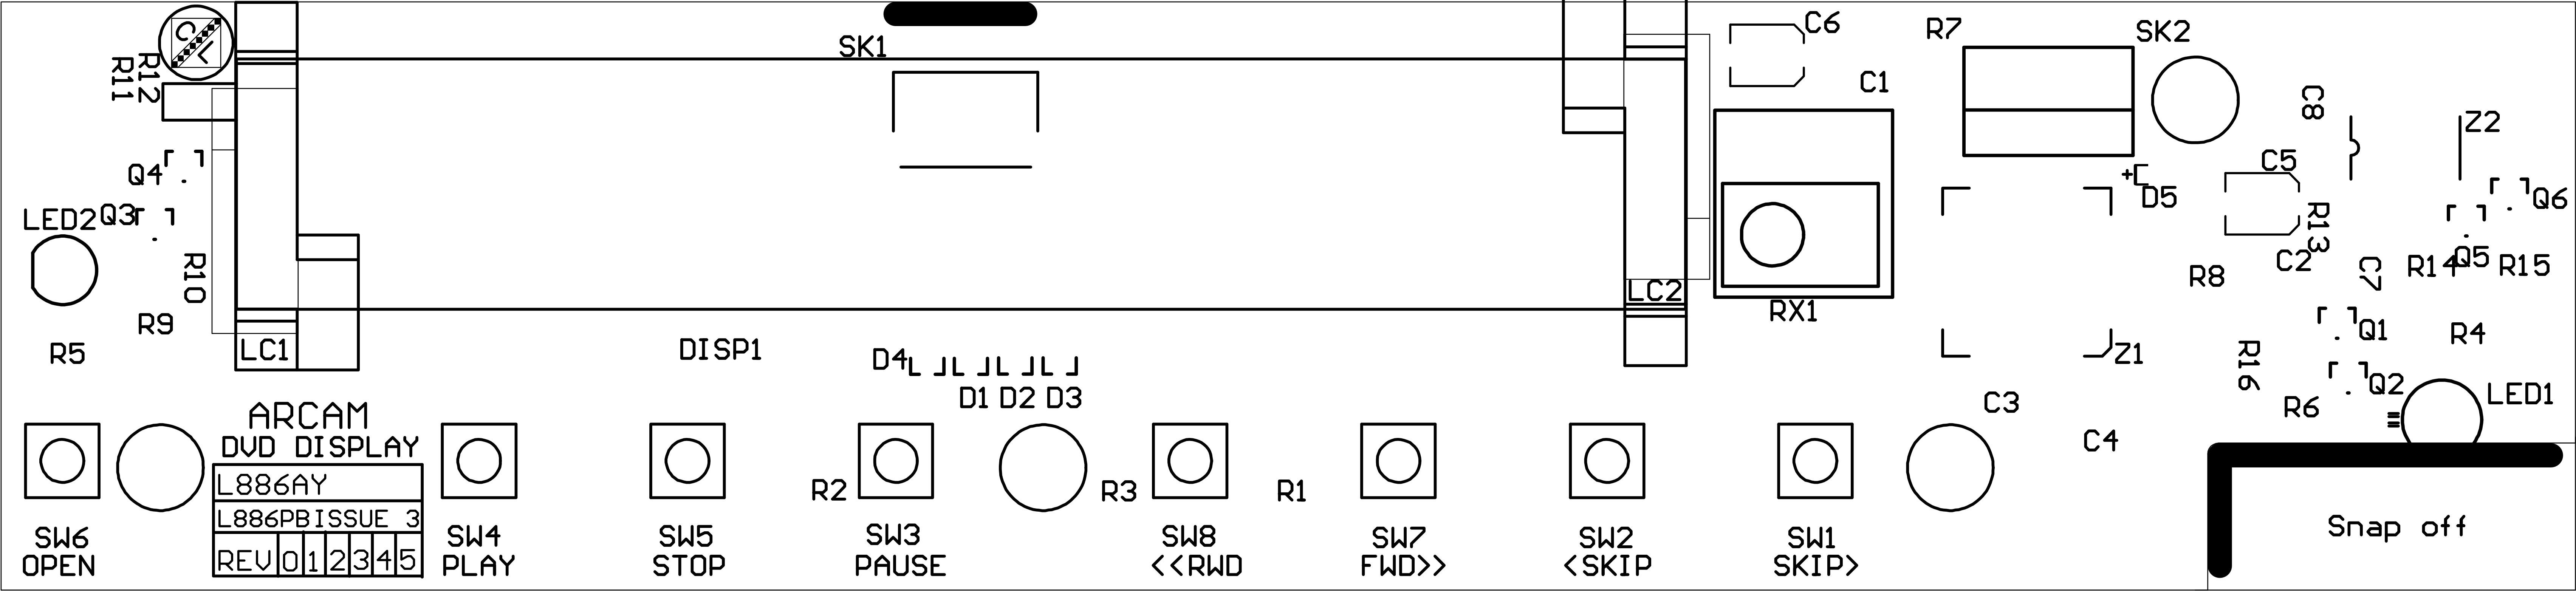 C L
R11
R12
SK1
C6
R7
SK2
C1
C8
Z2
Q4
C5
D5
Q6
LED2
Q3
R13
Q5
C2
R10
R8
C7
R14
R15
LC2
RX1
R9
Q1
R4
R5
LC1
DISP1
D4
Z1
R16
D1
D2
D3
Q2
LED1
C3
R6
ARCAM
DVD DISPLAY
C4
L886AY
R2
R3
R1
L886PBISSUE 3
REV 0 1 2 3 4 5
Snap off
SW6
OPEN
SW4
PLAY
SW5
STOP
SW3
PAUSE
SW8
<<RWD
SW7
FWD>>
SW2
<SKIP
SW1
SKIP>